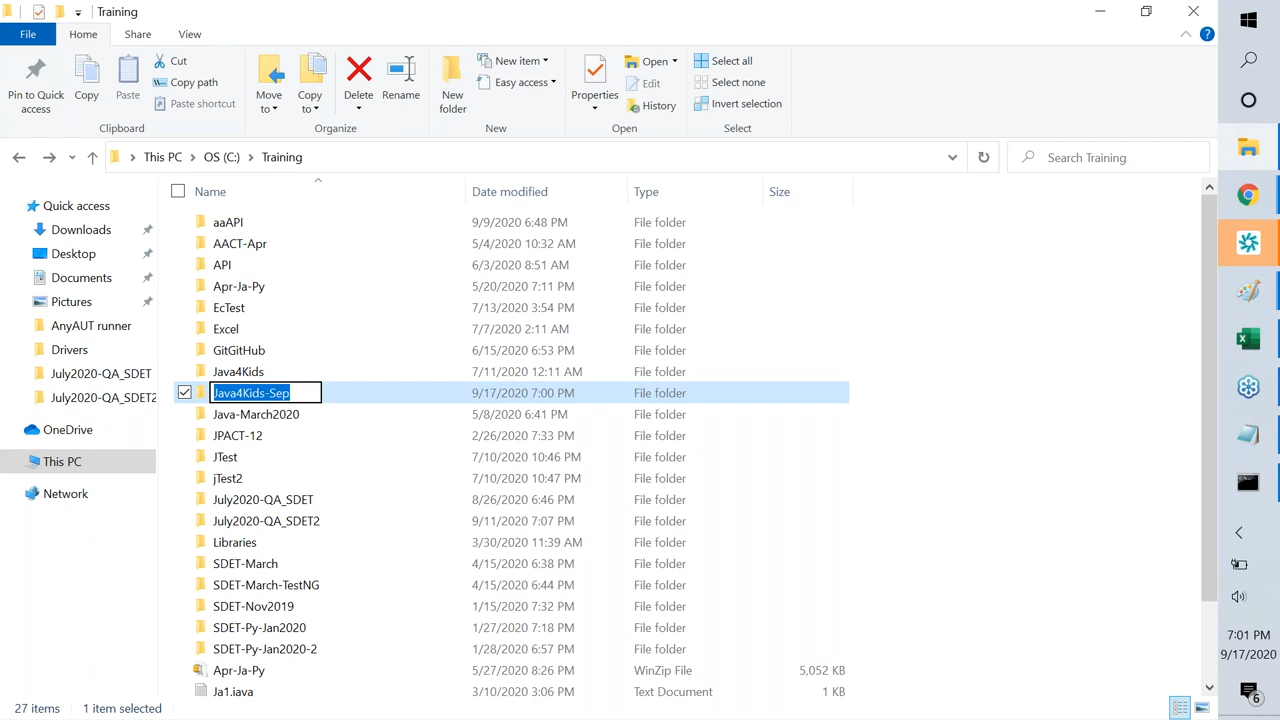 Training
File
Home
Share
View
Pin to Quick access
Copy
Paste
Cut
Copy path
Paste shortcut
Clipboard
Move to
Copy to
Delete
Rename
Organize
New folder
New item
Easy access
New
Properties
Open
Edit
History
Open
Select all
Select none
Invert selection
Select
This PC > OS (C:) > Training
Search Training
Name Date modified Type Size
Quick access
Downloads
Desktop
Documents
Pictures
AnyAUT runner
Drivers
July2020-QA_SDET
July2020-QA_SDET2
OneDrive
This PC
Network
aaAPI 9/9/2020 6:48 PM File folder
AACT-Apr 5/4/2020 10:32 AM File folder
API 6/3/2020 8:51 AM File folder
Apr-Ja-Py 5/20/2020 7:11 PM File folder
EcTest 7/13/2020 3:54 PM File folder
Excel 7/7/2020 2:11 AM File folder
GitGitHub 6/15/2020 6:53 PM File folder
Java4Kids 7/11/2020 12:11 AM File folder
Java4Kids-Sep 9/17/2020 7:00 PM File folder
Java-March2020 5/8/2020 6:41 PM File folder
JPACT-12 2/26/2020 7:33 PM File folder
JTest 7/10/2020 10:46 PM File folder
jTest2 7/10/2020 10:47 PM File folder
July2020-QA_SDET 8/26/2020 6:46 PM File folder
July2020-QA_SDET2 9/11/2020 7:07 PM File folder
Libraries 3/30/2020 11:39 AM File folder
SDET-March 4/15/2020 6:38 PM File folder
SDET-March-TestNG 4/15/2020 6:44 PM File folder
SDET-Nov2019 1/15/2020 7:32 PM File folder
SDET-Py-Jan2020 1/27/2020 7:18 PM File folder
SDET-Py-Jan2020-2 1/28/2020 6:57 PM File folder
Apr-Ja-Py 5/27/2020 8:26 PM WinZip File 5,052 KB
Ja1.java 3/10/2020 3:09 PM Text Document 1 KB
27 items 1 item selected
7:01 PM
9/17/2020
6